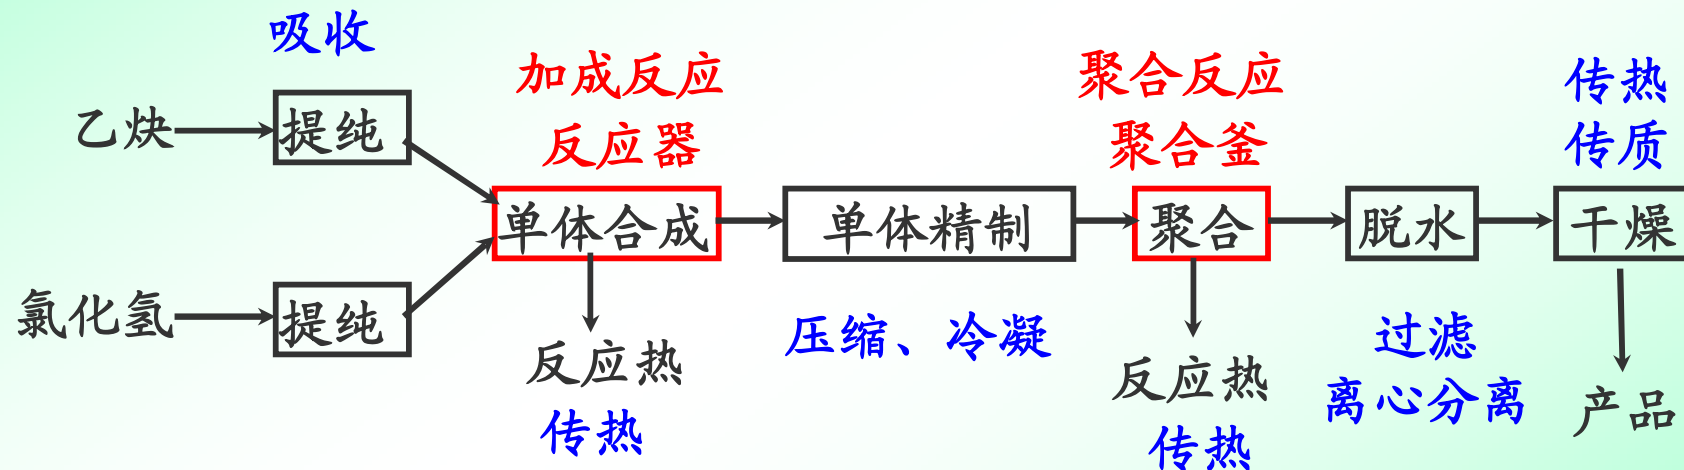 吸收
加成反应
反应器
聚合反应
聚合釜
传热
传质
乙炔
提纯
单体合成
单体精制
聚合
脱水
干燥
氯化氢
提纯
反应热
传热
压缩、冷凝
反应热
传热
过滤
离心分离
产品